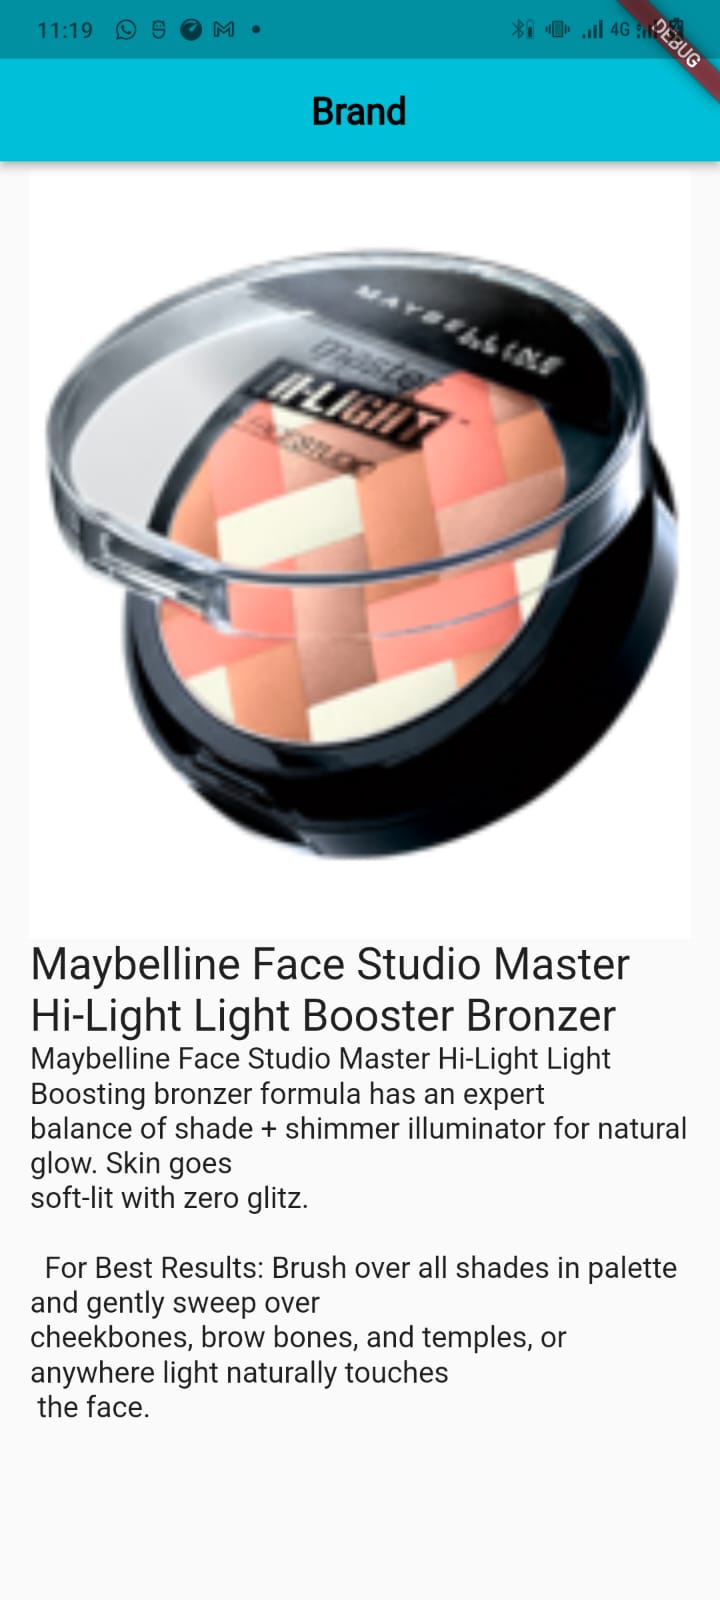 11:19
4G
DEBUG
Brand
MAYBELLINE
master
HI-LIGHT
FACESTUDIO
Maybelline Face Studio Master
Hi-Light Light Booster Bronzer
Maybelline Face Studio Master Hi-Light Light
Boosting bronzer formula has an expert
balance of shade + shimmer illuminator for natural
glow. Skin goes
soft-lit with zero glitz.
For Best Results: Brush over all shades in palette
and gently sweep over
cheekbones, brow bones, and temples, or
anywhere light naturally touches
the face.